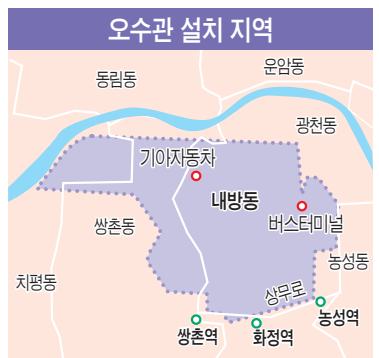 오수관 설치 지역
운암동
동림동
광천동
기아자동차
내방동
버스터미널
쌍촌동
농성동
치평동
상무로
농성역
쌍촌역
화정역